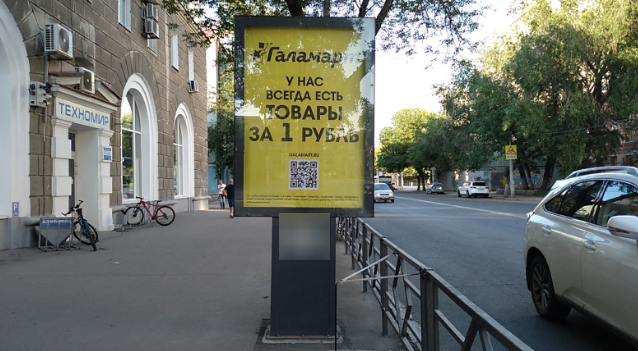 Галамарт
У НАС
ВСЕГДА ЕСТЬ
ТОВАРЫ
ЗА 1 РУБЛЬ
GALAMART.RU
ТЕХНОМИР